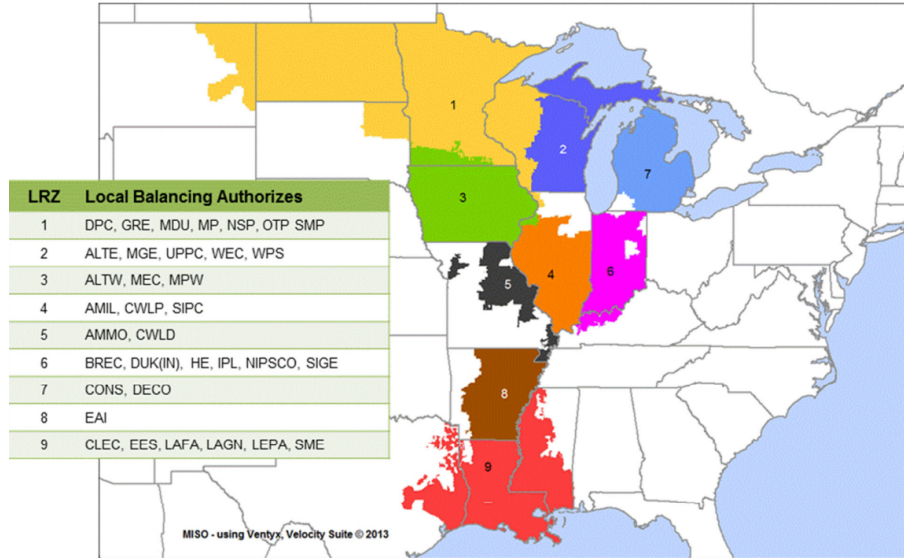 1
2
7
LRZ Local Balancing Authorizes
1 DPC, GRE, MDU, MP, NSP, OTP SMP
2 ALTE, MGE, UPPC, WEC, WPS
3 ALTW, MEC, MPW
4 AMIL, CWLP, SIPC
5 AMMO, CWLD
6 BREC, DUK(IN), HE, IPL, NIPSCO, SIGE
7 CONS, DECO
8 EAI
9 CLEC, EES, LAFA, LAGN, LEPA, SME
3
4
6
5
8
9
MISO - using Ventyx, Velocity Suite © 2013